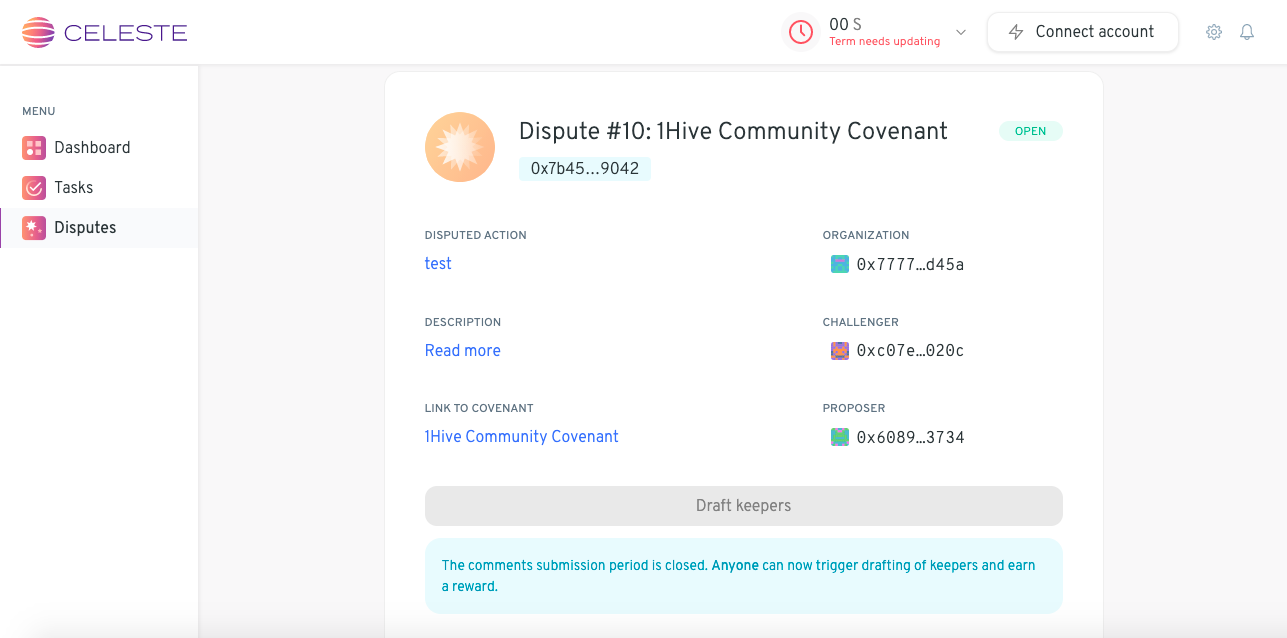 CELESTE
00 S
Term needs updating
Connect account
MENU
Dashboard
Tasks
Disputes
Dispute #10: 1Hive Community Covenant
OPEN
0x7b45...9042
DISPUTED ACTION
test
ORGANIZATION
0x7777…d45a
DESCRIPTION
Read more
CHALLENGER
0xc07e…020c
LINK TO COVENANT
1Hive Community Covenant
PROPOSER
0x6089…3734
Draft keepers
The comments submission period is closed. Anyone can now trigger drafting of keepers and earn
a reward.